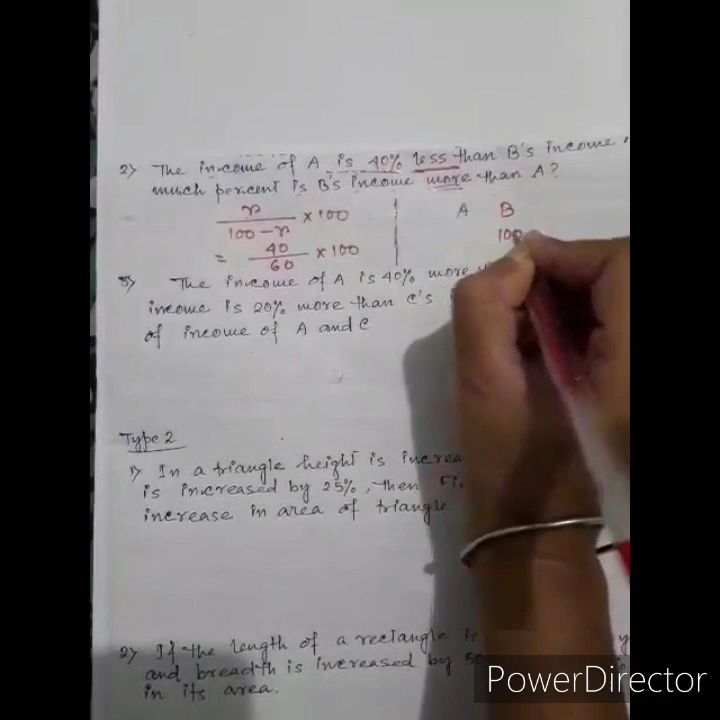 2) The income of A is 40% less than B's income.
much percent is B's income more than A?
r / 100-r × 100
A B
100
= 40 / 60 × 100
3) The income of A is 40% more
income is 20% more than C's
of income of A and C
Type 2
1) In a triangle height is increa
is increased by 25%, then Fi
increase in area of triangle
2) If the length of a rectangle is y
and breadth is increased by 50
in its area.
PowerDirector